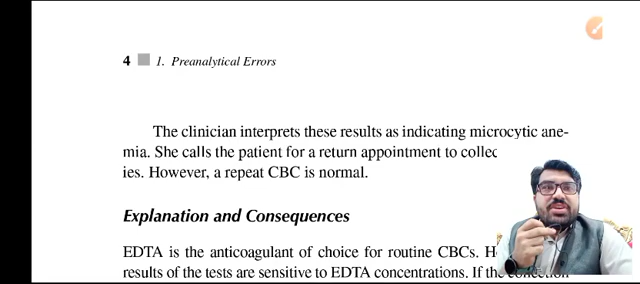 4 1. Preanalytical Errors
The clinician interprets these results as indicating microcytic ane-
mia. She calls the patient for a return appointment to collec
ies. However, a repeat CBC is normal.
Explanation and Consequences
EDTA is the anticoagulant of choice for routine CBCs. H
results of the tests are sensitive to EDTA concentrations. If the collection